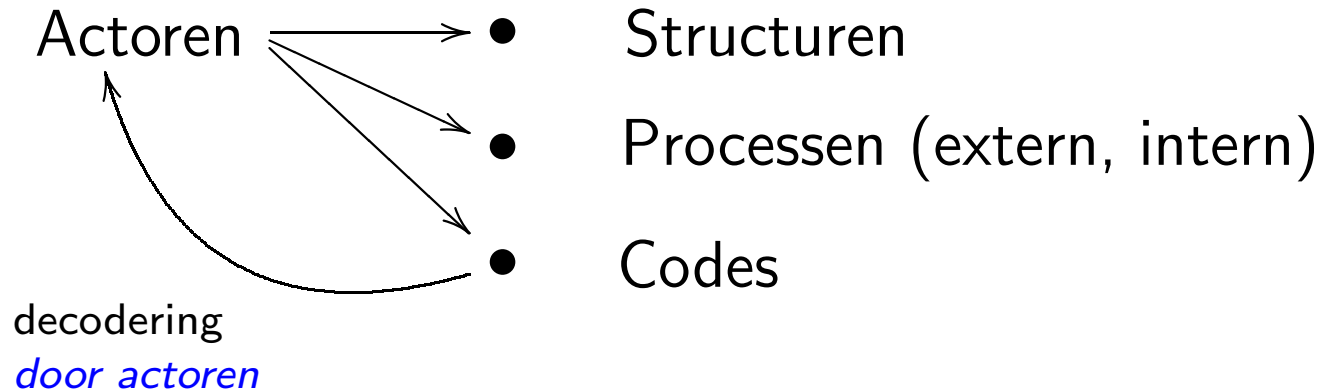 Actoren
Structuren
Processen (extern, intern)
Codes
decodering
door actoren